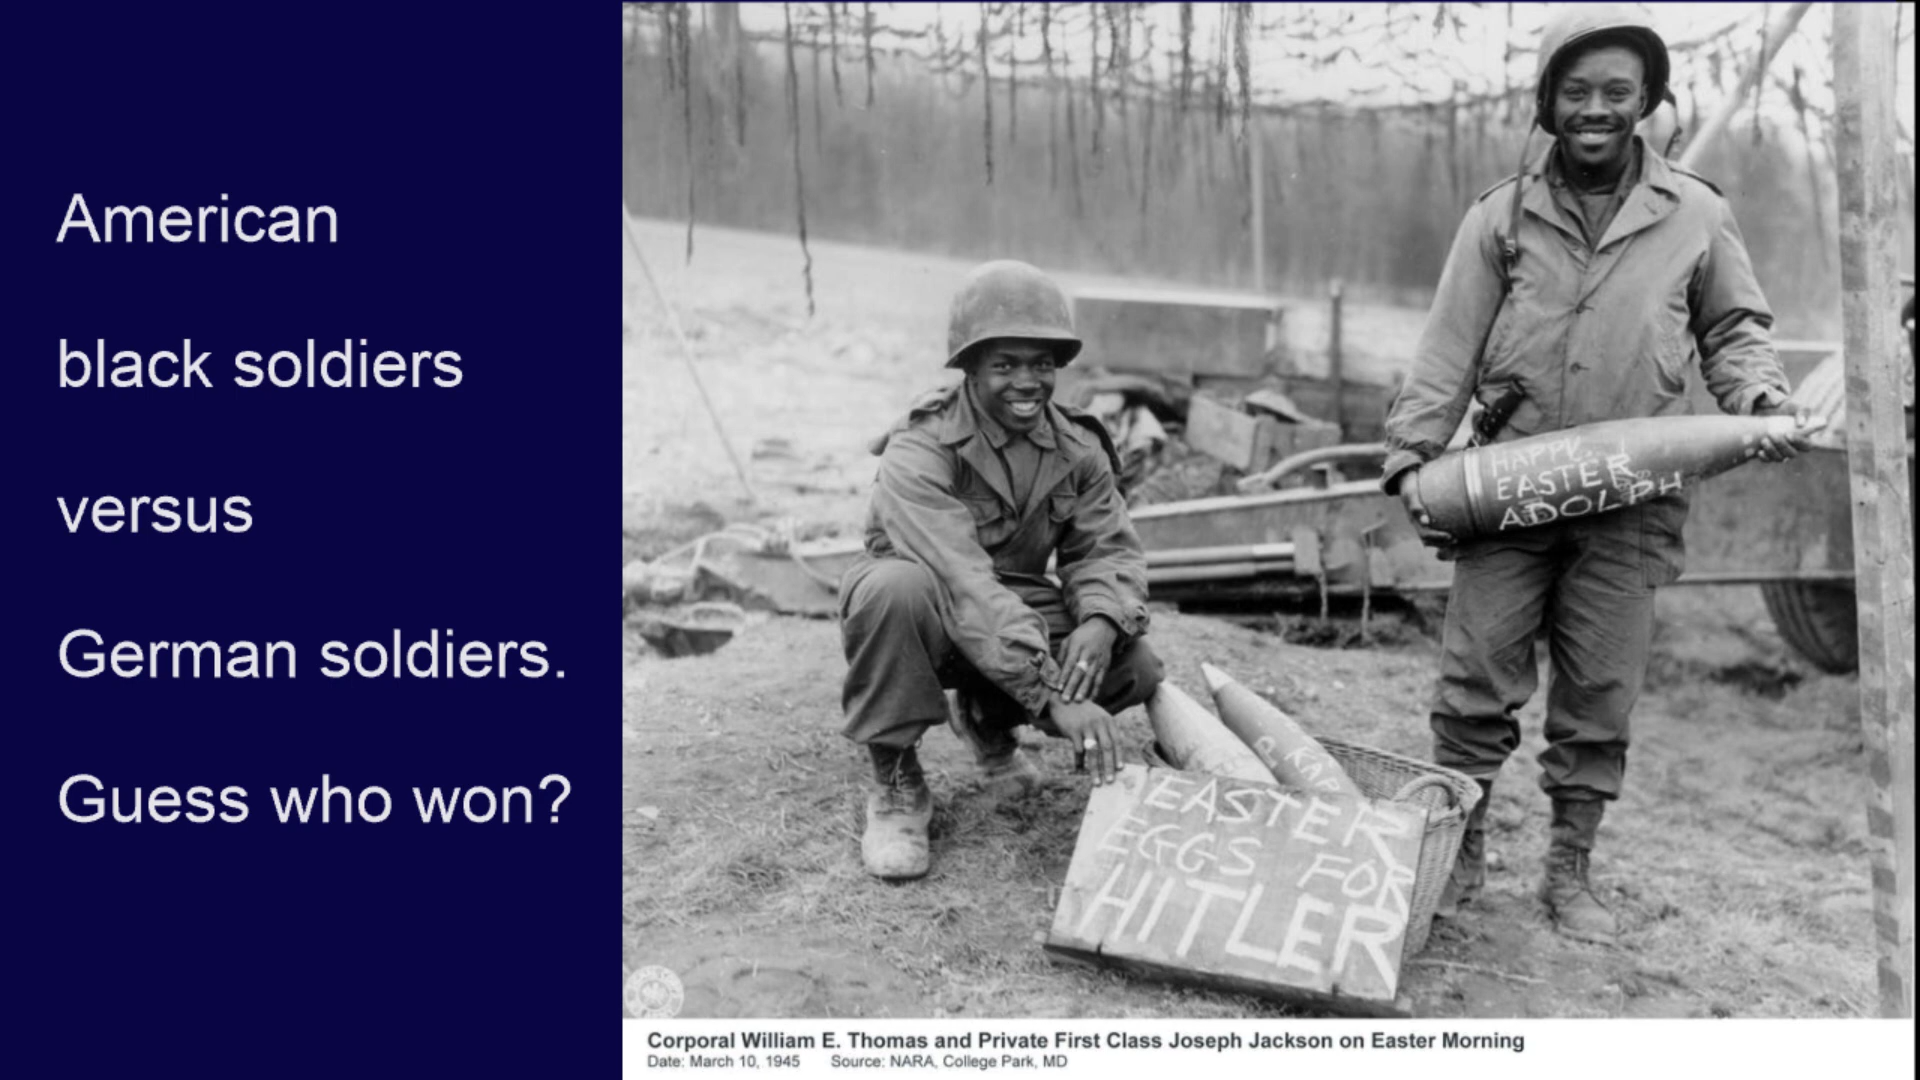 American
black soldiers
versus
German soldiers.
Guess who won?
HAPPY
EASTER
ADOLPH
EASTER
EGGS FOR
HITLER
Corporal William E. Thomas and Private First Class Joseph Jackson on Easter Morning
Date: March 10, 1945 Source: NARA, College Park, MD